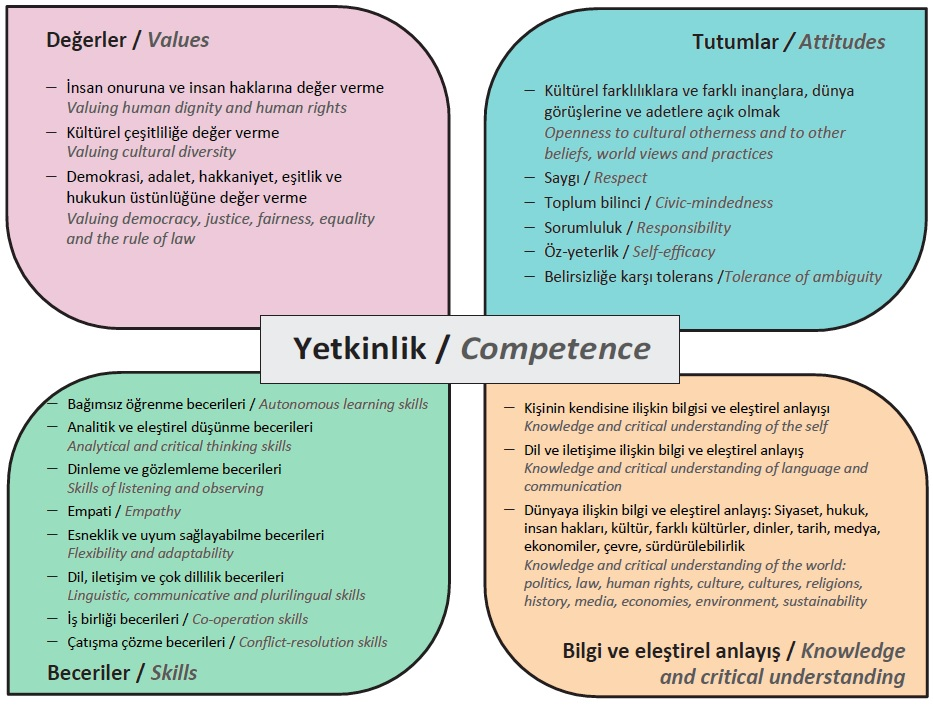 Değerler / Values
– İnsan onuruna ve insan haklarına değer verme
Valuing human dignity and human rights
– Kültürel çeşitliliğe değer verme
Valuing cultural diversity
– Demokrasi, adalet, hakkaniyet, eşitlik ve
hukukun üstünlüğüne değer verme
Valuing democracy, justice, fairness, equality
and the rule of law
Tutumlar / Attitudes
– Kültürel farklılıklara ve farklı inançlara, dünya
görüşlerine ve adetlere açık olmak
Openness to cultural otherness and to other
beliefs, world views and practices
– Saygı / Respect
– Toplum bilinci / Civic-mindedness
– Sorumluluk / Responsibility
– Öz-yeterlik / Self-efficacy
– Belirsizliğe karşı tolerans /Tolerance of ambiguity
Yetkinlik / Competence
– Bağımsız öğrenme becerileri / Autonomous learning skills
– Analitik ve eleştirel düşünme becerileri
Analytical and critical thinking skills
– Dinleme ve gözlemleme becerileri
Skills of listening and observing
– Empati / Empathy
– Esneklik ve uyum sağlayabilme becerileri
Flexibility and adaptability
– Dil, iletişim ve çok dillilik becerileri
Linguistic, communicative and plurilingual skills
– İş birliği becerileri / Co-operation skills
– Çatışma çözme becerileri / Conflict-resolution skills
Beceriler / Skills
– Kişinin kendisine ilişkin bilgisi ve eleştirel anlayışı
Knowledge and critical understanding of the self
– Dil ve iletişime ilişkin bilgi ve eleştirel anlayış
Knowledge and critical understanding of language and
communication
– Dünyaya ilişkin bilgi ve eleştirel anlayış: Siyaset, hukuk,
insan hakları, kültür, farklı kültürler, dinler, tarih, medya,
ekonomiler, çevre, sürdürülebilirlik
Knowledge and critical understanding of the world:
politics, law, human rights, culture, cultures, religions,
history, media, economies, environment, sustainability
Bilgi ve eleştirel anlayış / Knowledge
and critical understanding